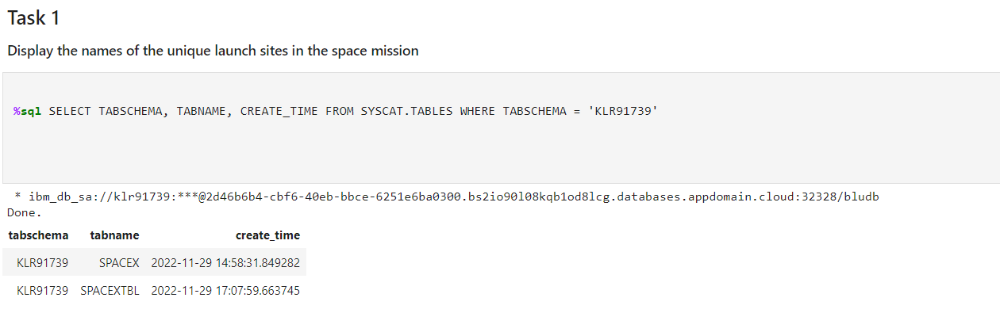 Task 1
Display the names of the unique launch sites in the space mission
%sql SELECT TABSCHEMA, TABNAME, CREATE_TIME FROM SYSCAT.TABLES WHERE TABSCHEMA = 'KLR91739'
* ibm_db_sa://klr91739:***@2d46b6b4-cbf6-40eb-bbce-6251e6ba0300.bs2io90l08kqb1od8lcg.databases.appdomain.cloud:32328/bludb
Done.
tabschema tabname create_time
KLR91739 SPACEX 2022-11-29 14:58:31.849282
KLR91739 SPACEXTBL 2022-11-29 17:07:59.663745